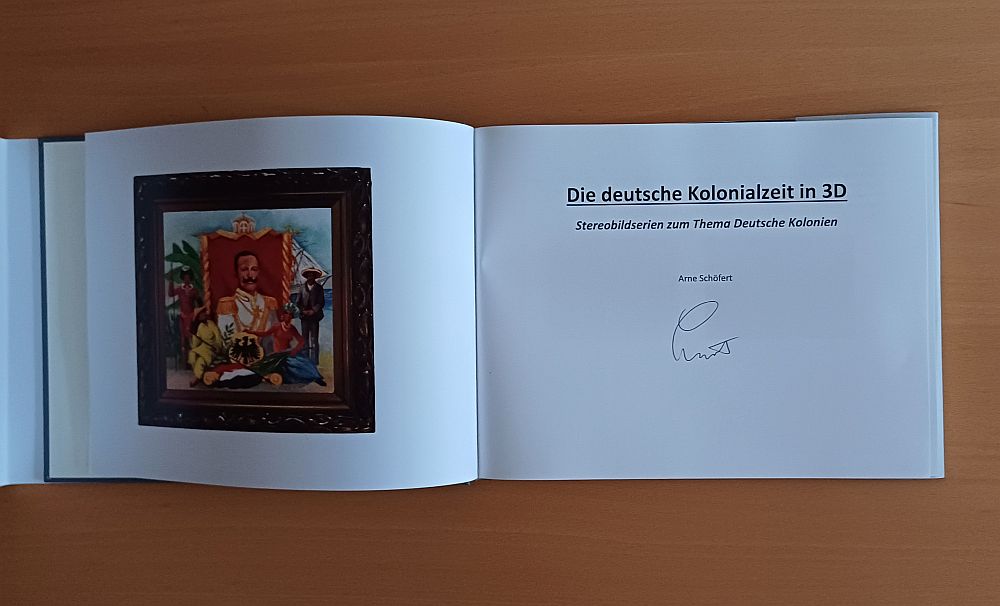 Die deutsche Kolonialzeit in 3D
Stereobildserien zum Thema Deutsche Kolonien
Arne Schöfert